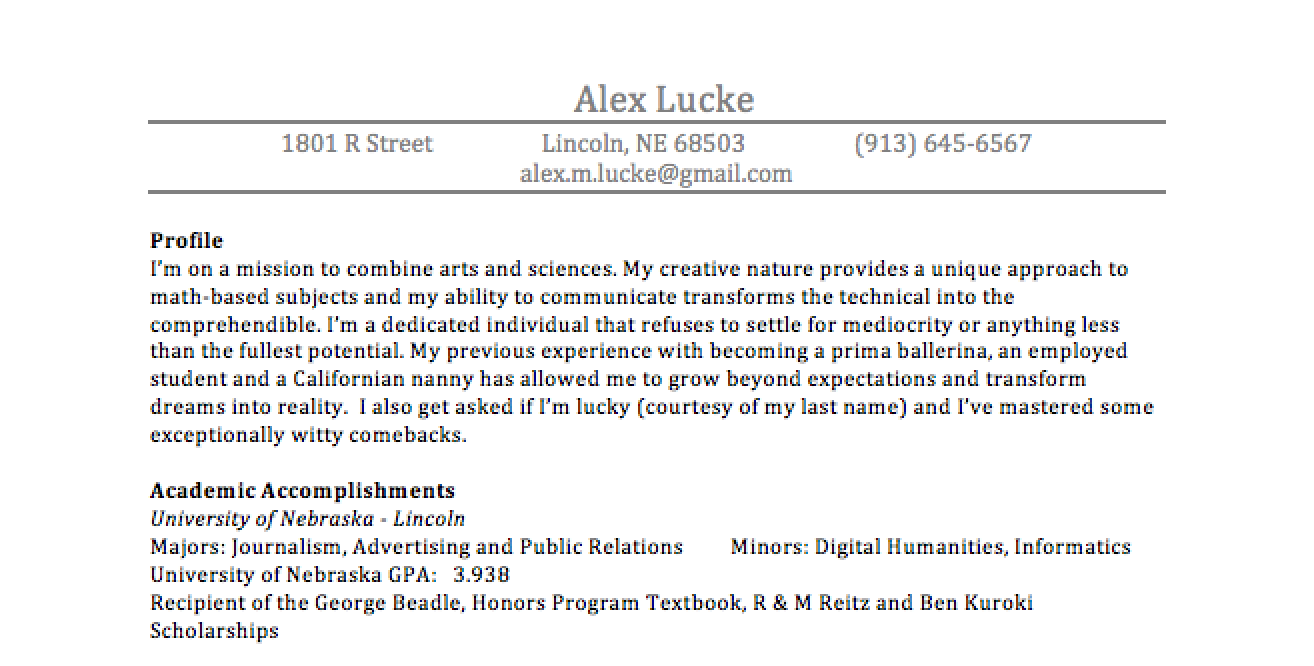 Alex Lucke
1801 R Street Lincoln, NE 68503 (913) 645-6567
alex.m.lucke@gmail.com
Profile
I'm on a mission to combine arts and sciences. My creative nature provides a unique approach to
math-based subjects and my ability to communicate transforms the technical into the
comprehendible. I'm a dedicated individual that refuses to settle for mediocrity or anything less
than the fullest potential. My previous experience with becoming a prima ballerina, an employed
student and a Californian nanny has allowed me to grow beyond expectations and transform
dreams into reality.  I also get asked if I'm lucky (courtesy of my last name) and I've mastered some
exceptionally witty comebacks.
Academic Accomplishments
University of Nebraska - Lincoln
Majors: Journalism, Advertising and Public Relations Minors: Digital Humanities, Informatics
University of Nebraska GPA:  3.938
Recipient of the George Beadle, Honors Program Textbook, R & M Reitz and Ben Kuroki
Scholarships